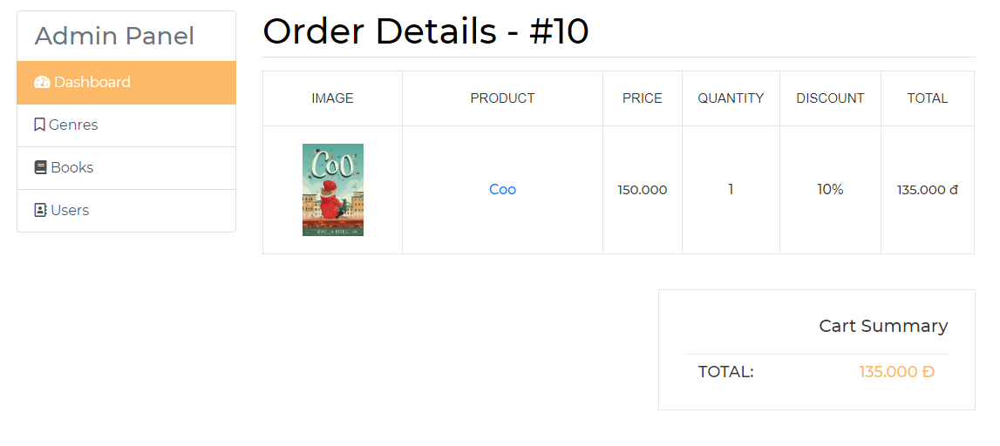 Admin Panel
Dashboard
Genres
Books
Users
Order Details - #10
IMAGE PRODUCT PRICE QUANTITY DISCOUNT TOTAL
COO
Coo 150.000 1 10% 135.000 đ
Cart Summary
TOTAL: 135.000 Đ